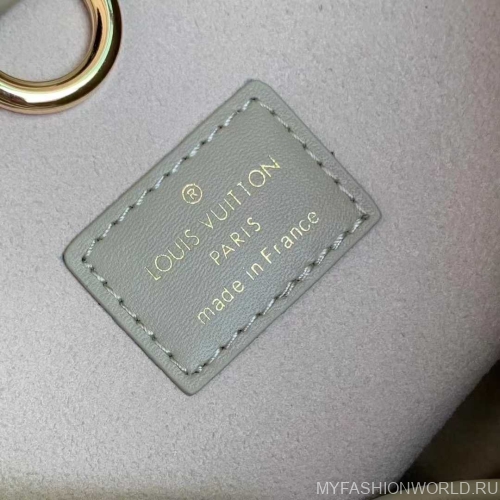 ®
LOUIS VUITTON
PARIS
made in France
MYFASHIONWORLD.RU